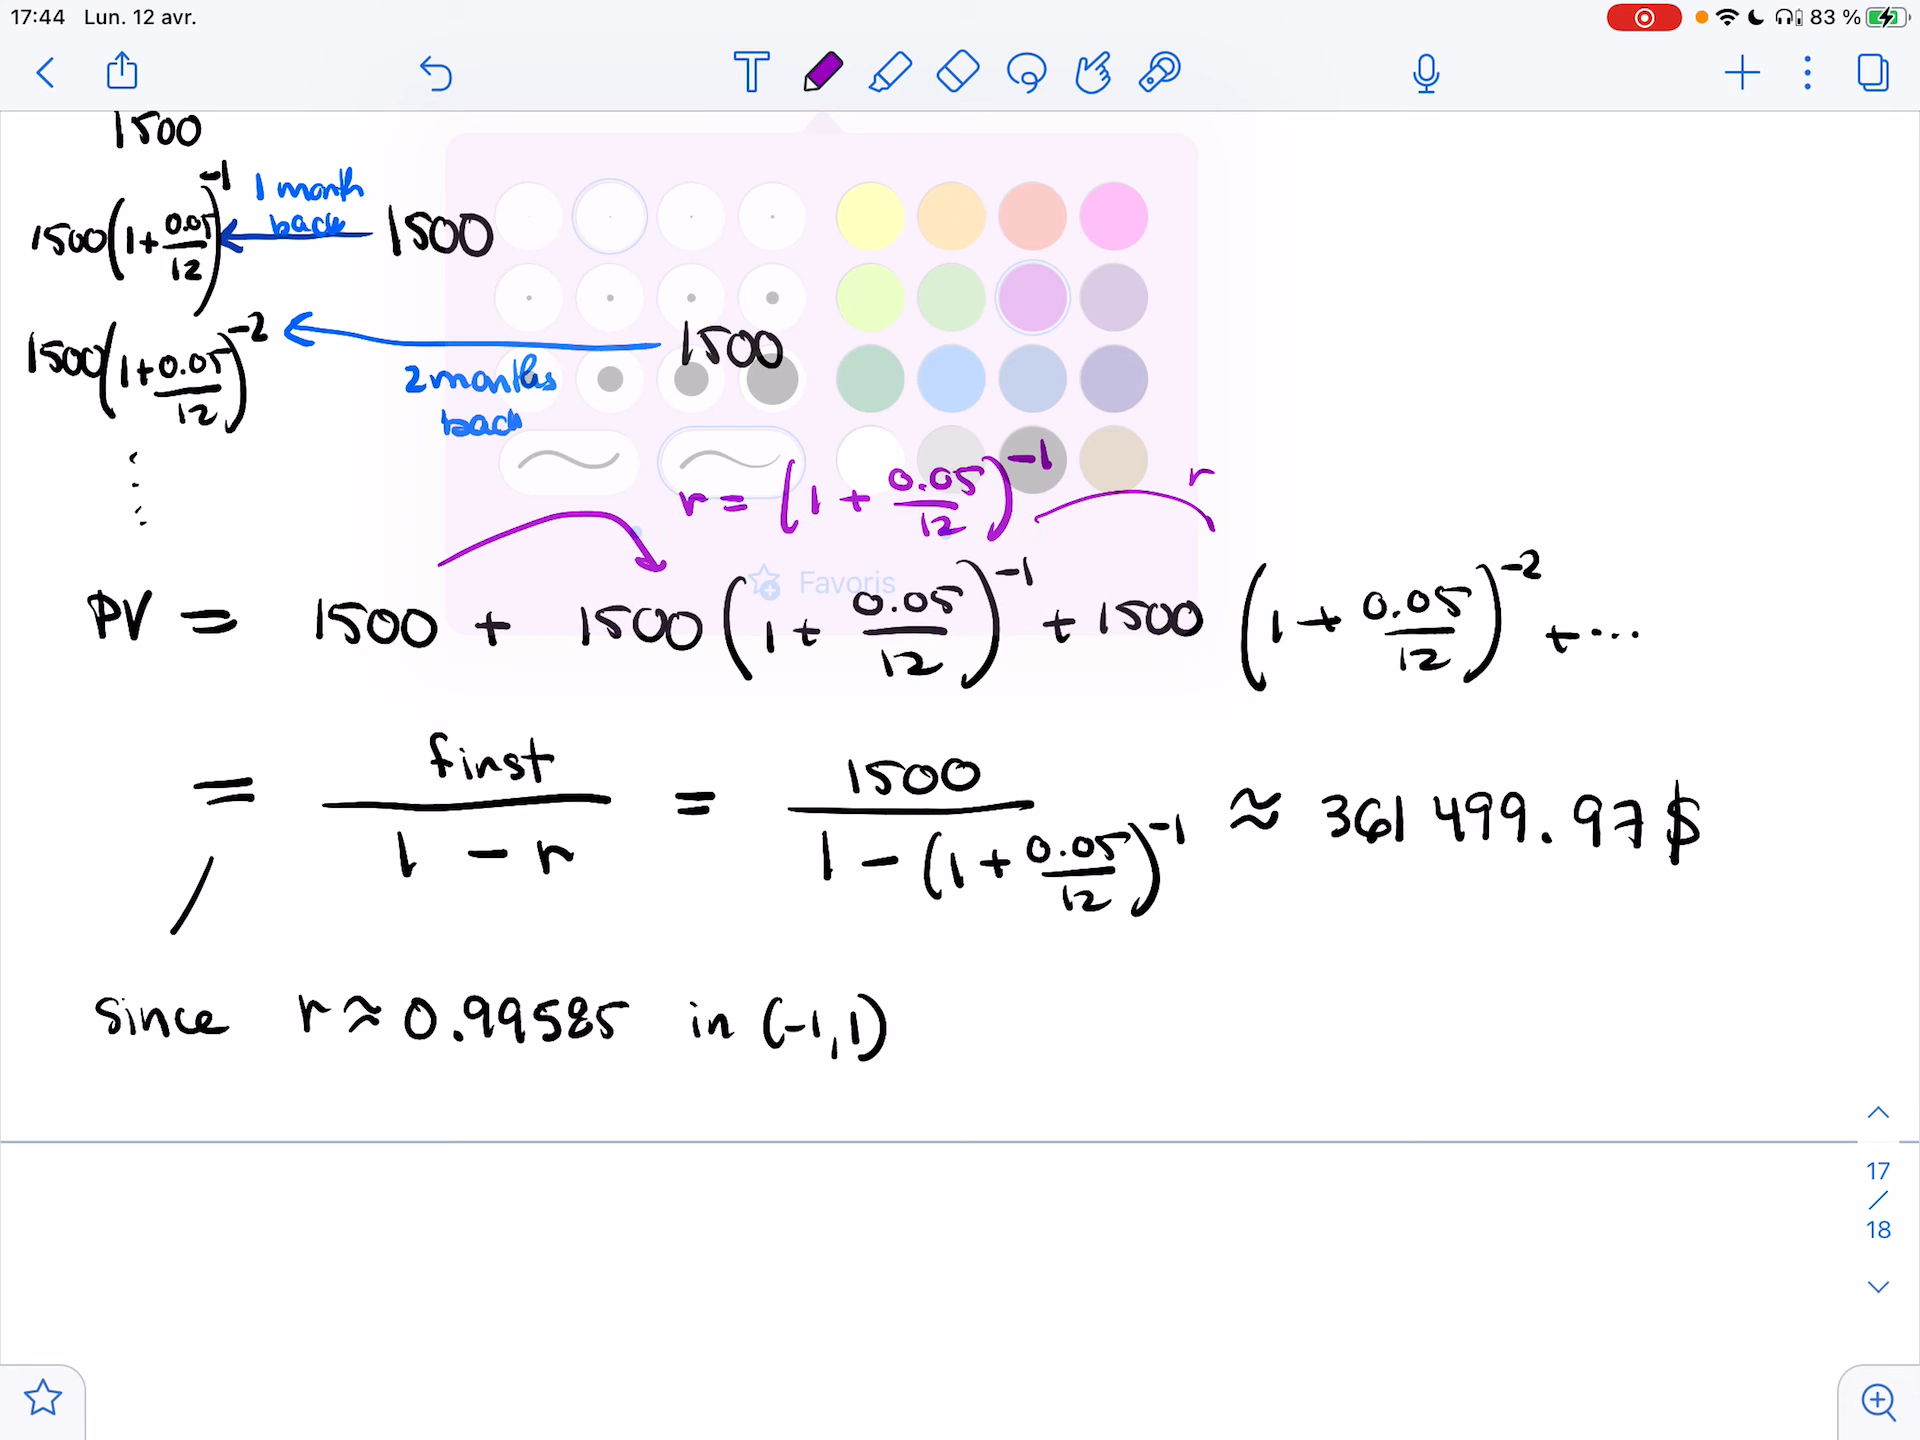 17:44 Lun. 12 avr. 83 %
T
1500
1500(1+0.05/12)^-1 1 month back 1500
1500(1+0.05/12)^-2 2 months back 1500
r = (1 + 0.05/12)^-1 r
Favoris
PV = 1500 + 1500 (1 + 0.05/12)^-1 + 1500 (1 + 0.05/12)^-2 + ...
= first/(1 - r) = 1500/(1 - (1 + 0.05/12)^-1) ≈ 361 499.97 $
since r ≈ 0.99585 in (-1,1)
17
/
18